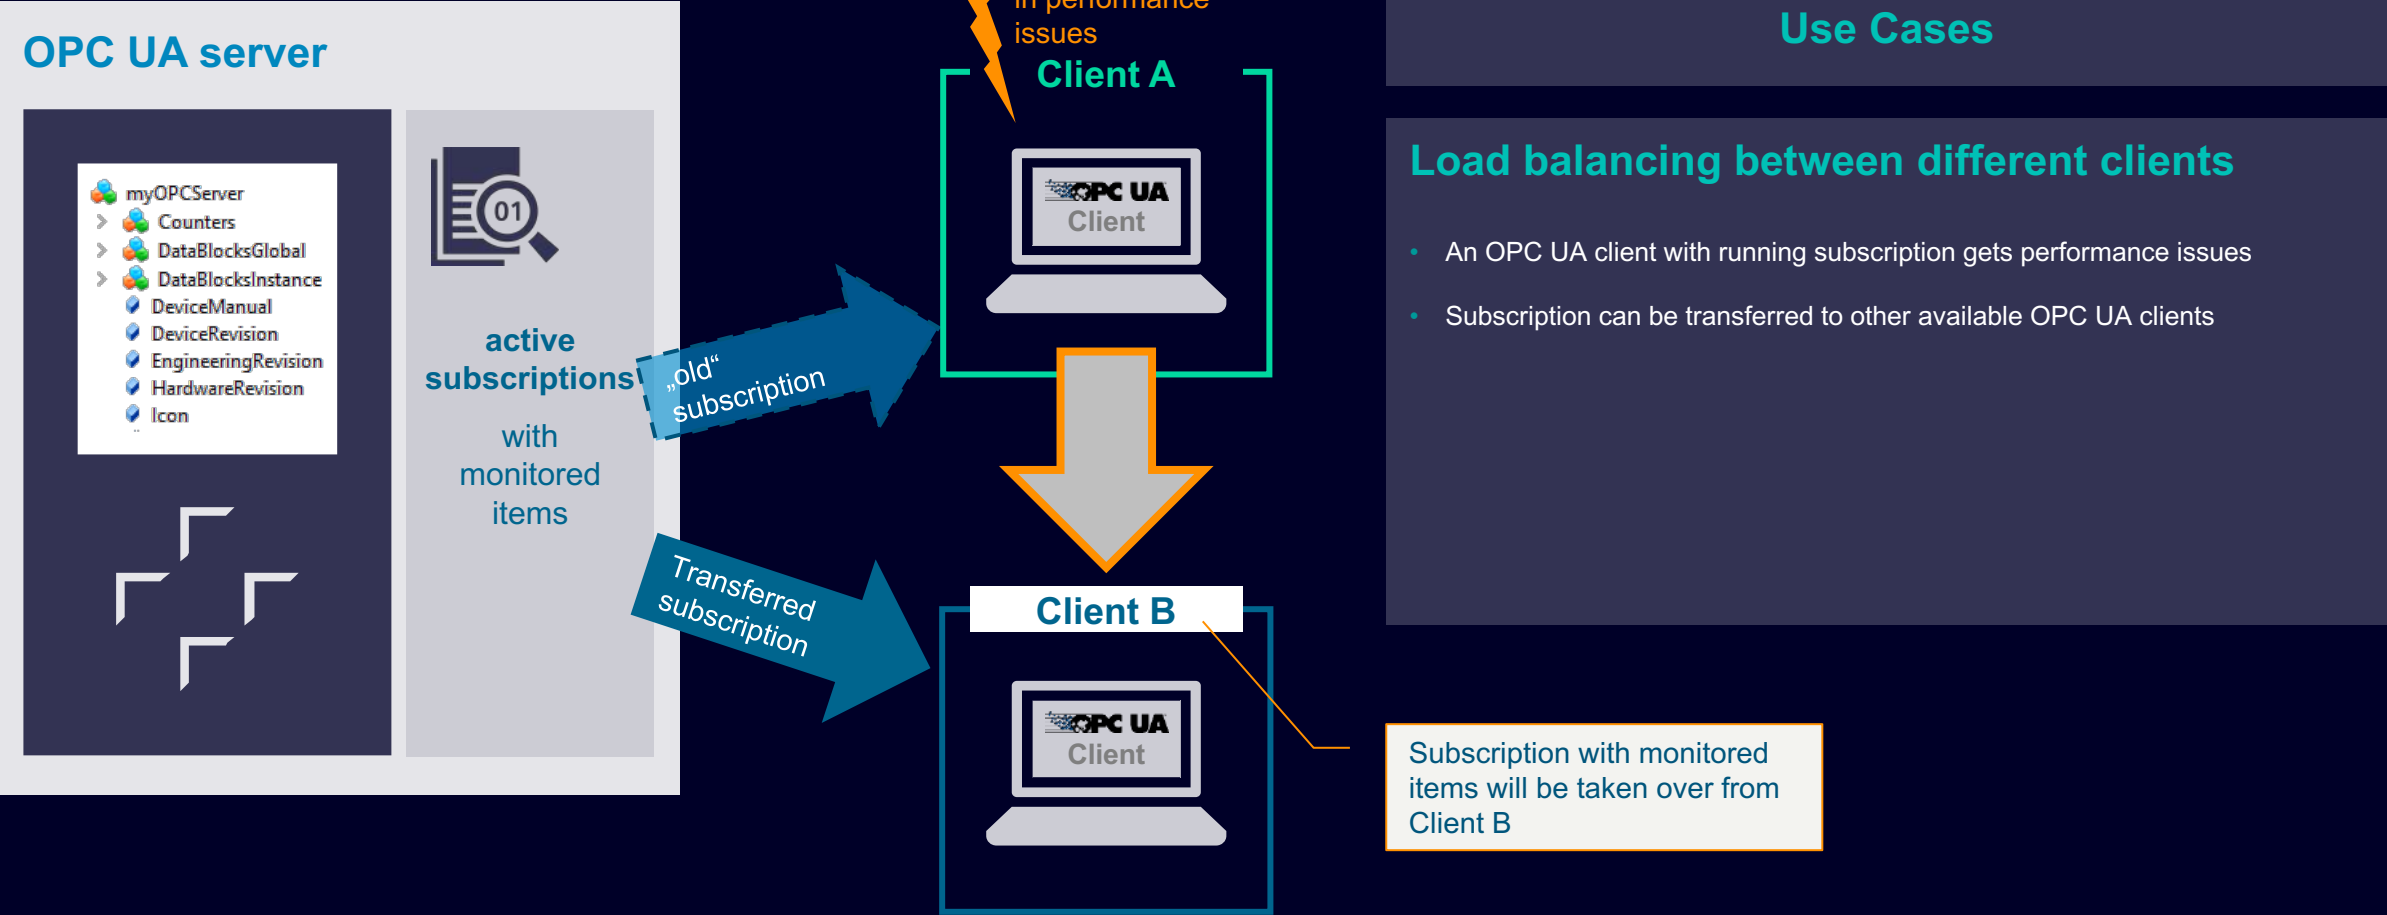 OPC UA server
myOPCServer
Counters
DataBlocksGlobal
DataBlocksInstance
DeviceManual
DeviceRevision
EngineeringRevision
HardwareRevision
Icon
01
active
subscriptions
with
monitored
items
„old“
subscription
Transferred
subscription
in performance
issues
Client A
OPC UA
Client
Client B
OPC UA
Client
Use Cases
Load balancing between different clients
• An OPC UA client with running subscription gets performance issues
• Subscription can be transferred to other available OPC UA clients
Subscription with monitored
items will be taken over from
Client B